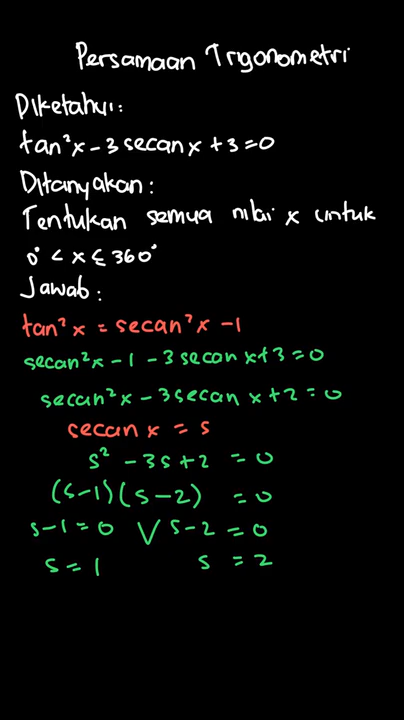 Persamaan Trigonometri
Diketahui:
tan²x - 3 secan x + 3 = 0
Ditanyakan:
Tentukan semua nilai x untuk
0° < x ≤ 360°
Jawab:
tan²x = secan²x - 1
secan²x - 1 - 3 secan x + 3 = 0
secan²x - 3 secan x + 2 = 0
secan x = s
s² - 3s + 2 = 0
(s-1)(s-2) = 0
s-1 = 0 V s-2 = 0
s = 1 s = 2